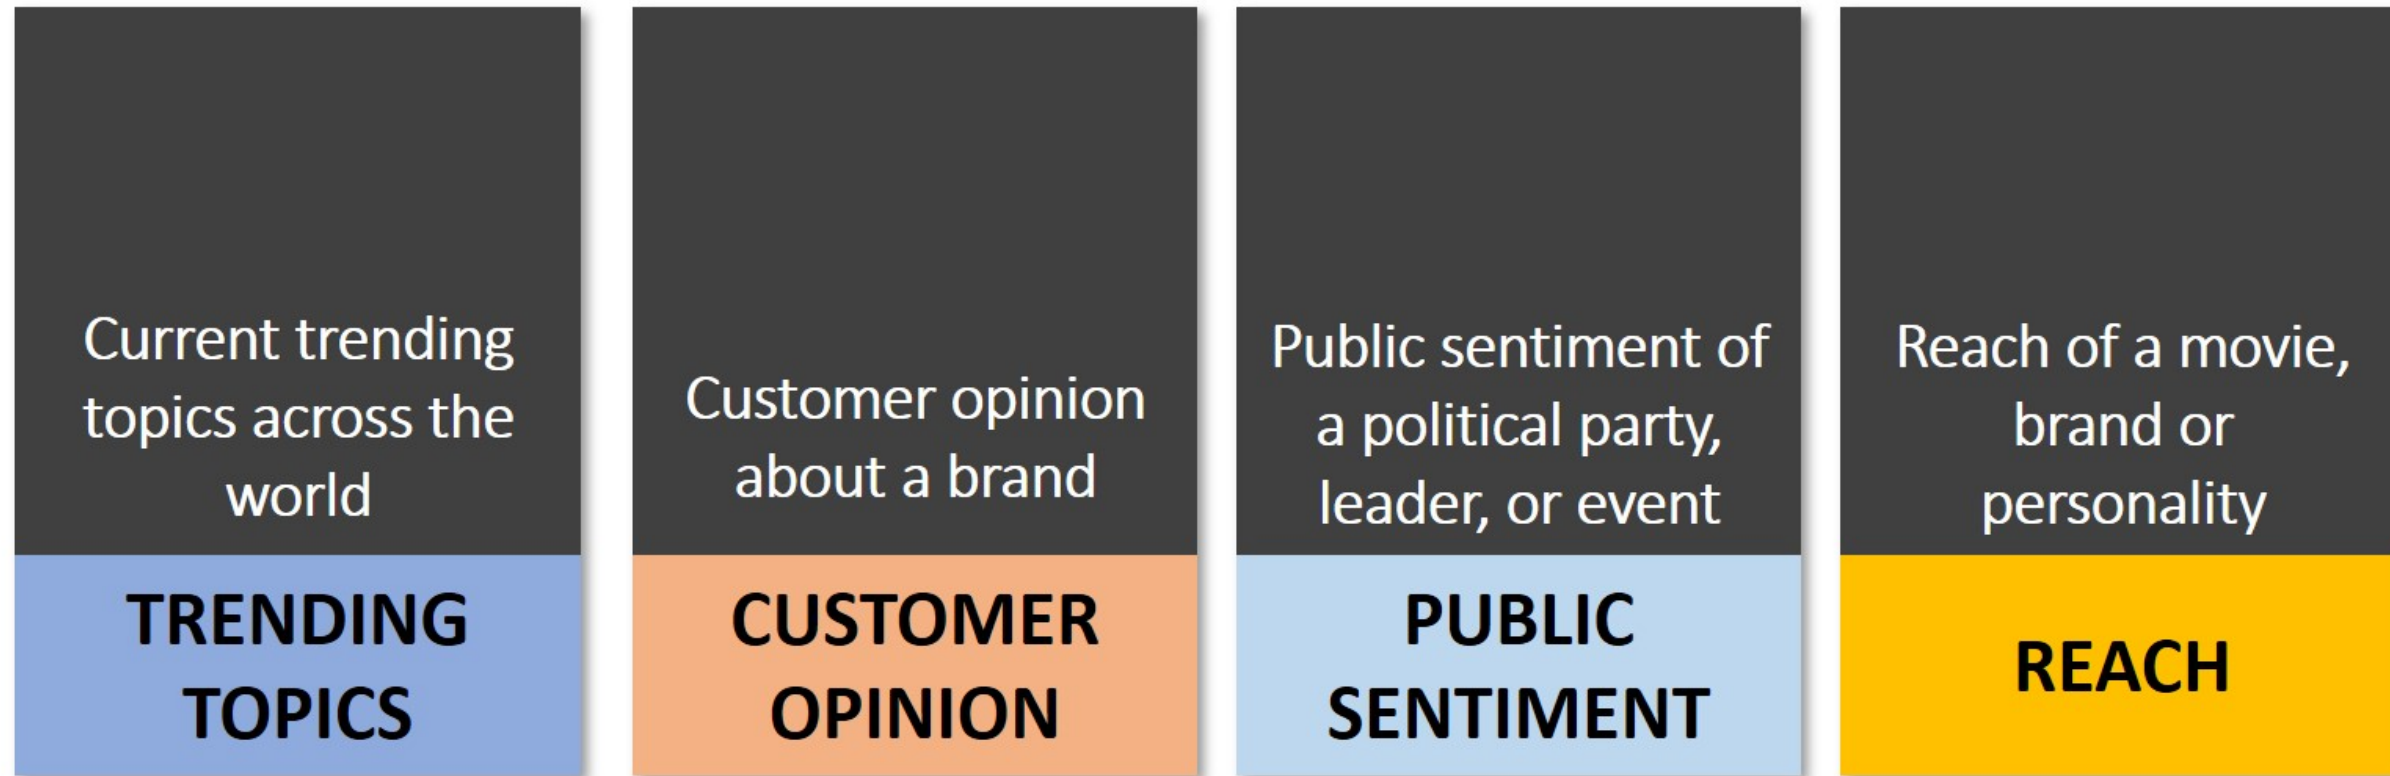 Current trending
topics across the
world
TRENDING
TOPICS
Customer opinion
about a brand
CUSTOMER
OPINION
Public sentiment of
a political party,
leader, or event
PUBLIC
SENTIMENT
Reach of a movie,
brand or
personality
REACH